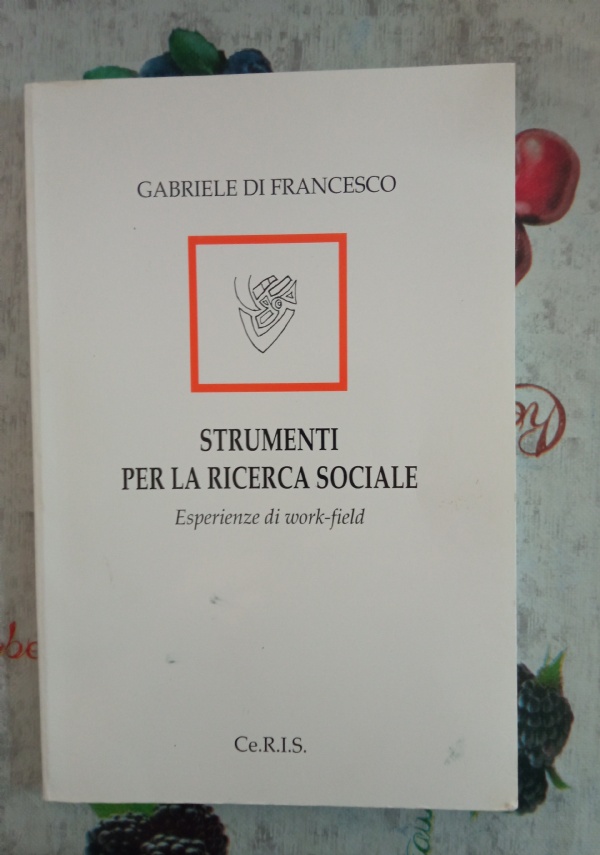 GABRIELE DI FRANCESCO
STRUMENTI
PER LA RICERCA SOCIALE
Esperienze di work-field
Ce.R.I.S.